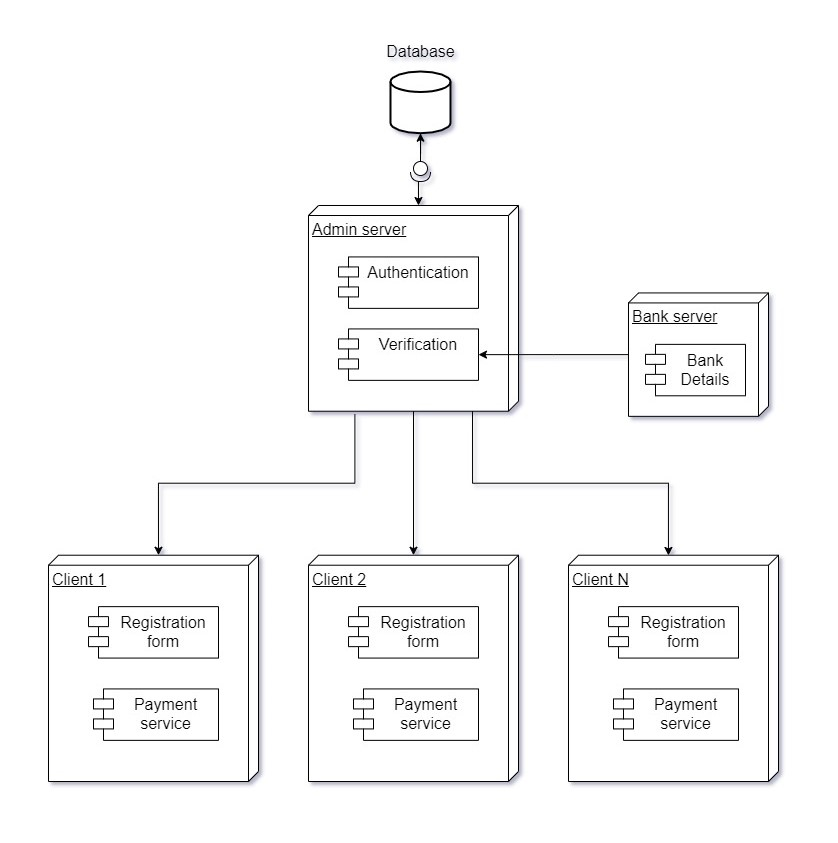 Database
Admin server
Authentication
Verification
Bank server
Bank
Details
Client 1
Registration
form
Payment
service
Client 2
Registration
form
Payment
service
Client N
Registration
form
Payment
service